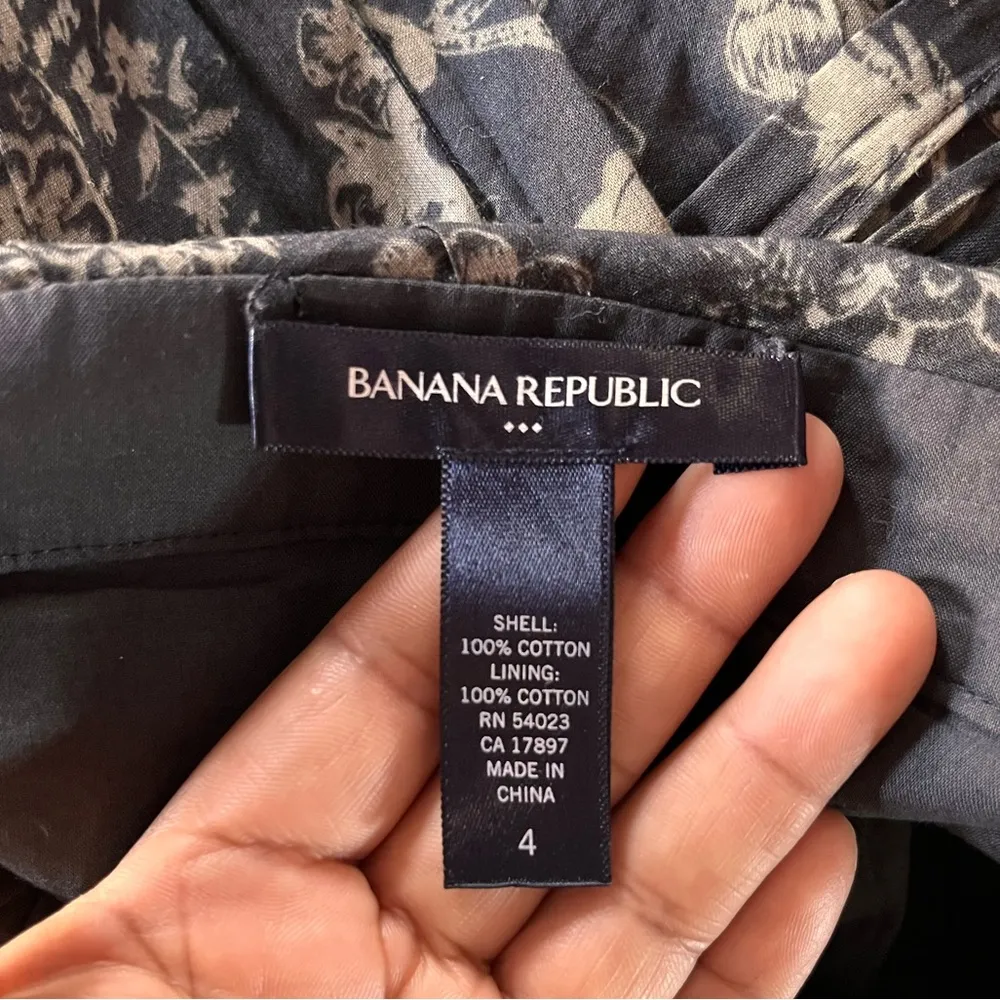 BANANA REPUBLIC
SHELL:
100% COTTON
LINING:
100% COTTON
RN 54023
CA 17897
MADE IN
CHINA
4